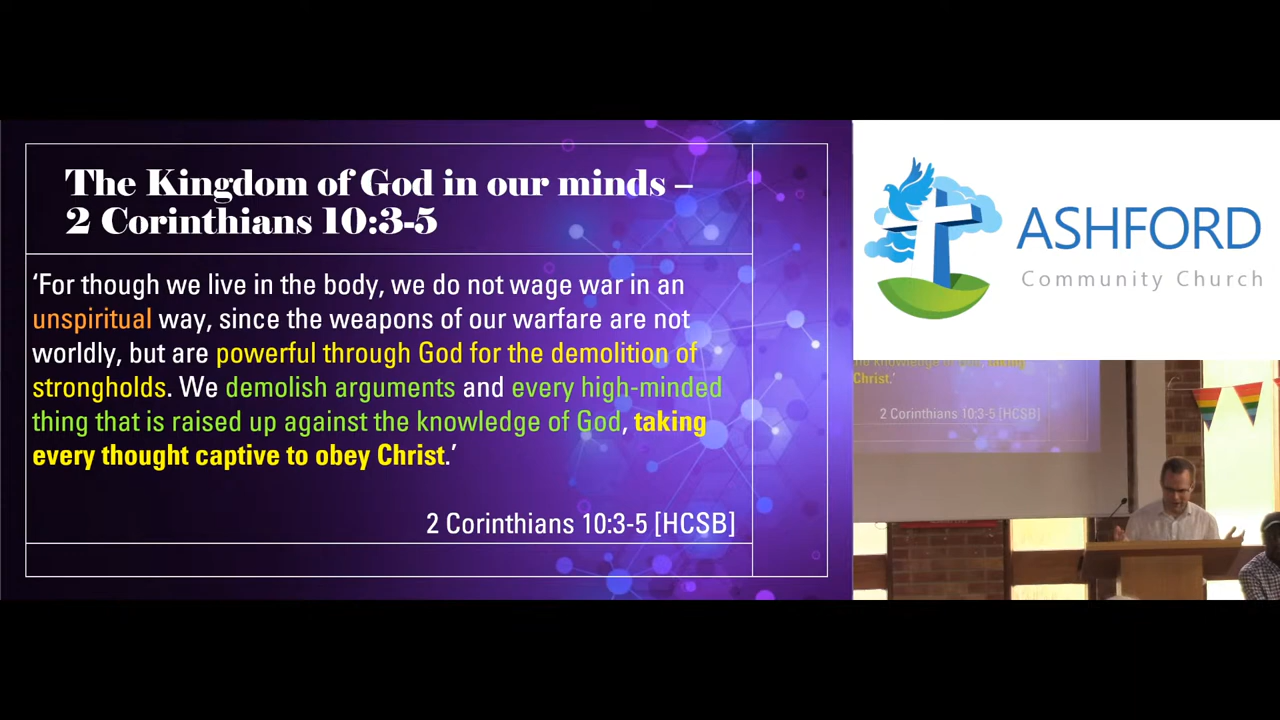 The Kingdom of God in our minds –
2 Corinthians 10:3-5
‘For though we live in the body, we do not wage war in an
unspiritual way, since the weapons of our warfare are not
worldly, but are powerful through God for the demolition of
strongholds. We demolish arguments and every high-minded
thing that is raised up against the knowledge of God, taking
every thought captive to obey Christ.’
2 Corinthians 10:3-5 [HCSB]
ASHFORD
Community Church
knowledge of God, taking
Christ.’
2 Corinthians 10:3-5 [HCSB]